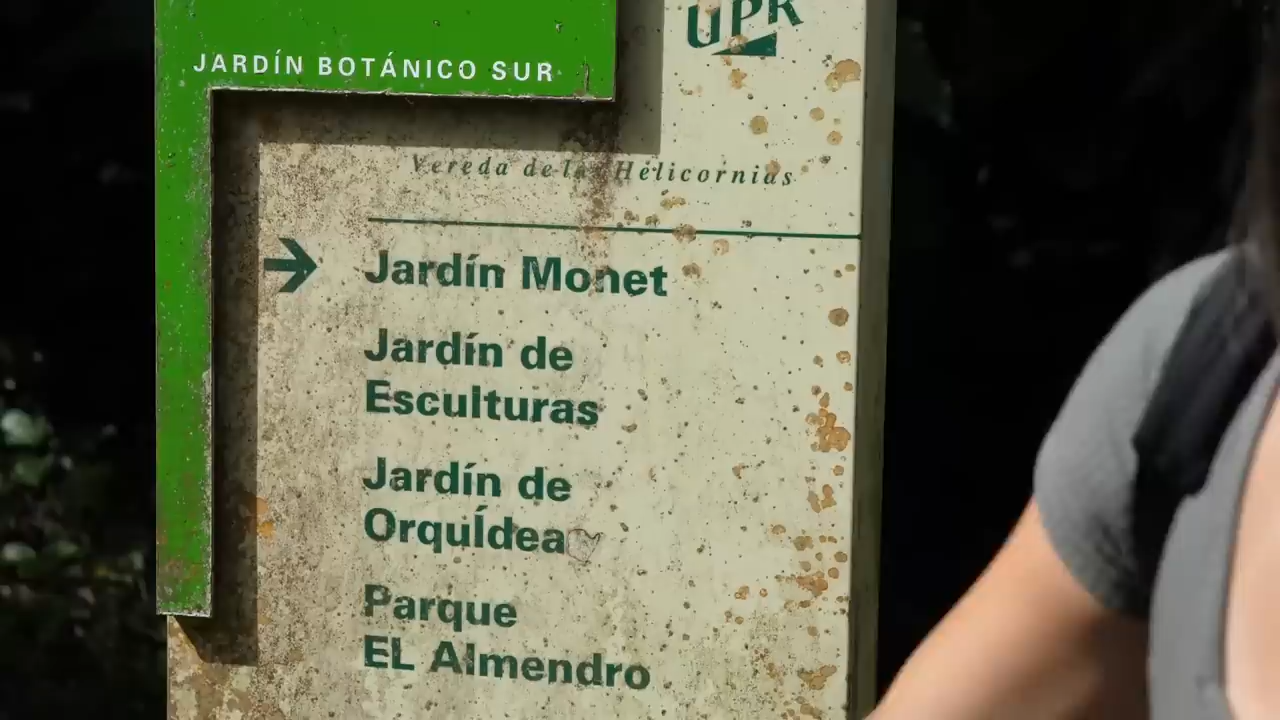 UPR
JARDÍN BOTÁNICO SUR
Vereda de las Helicornias
Jardín Monet
Jardín de
Esculturas
Jardín de
OrquÍdea
Parque
EL Almendro